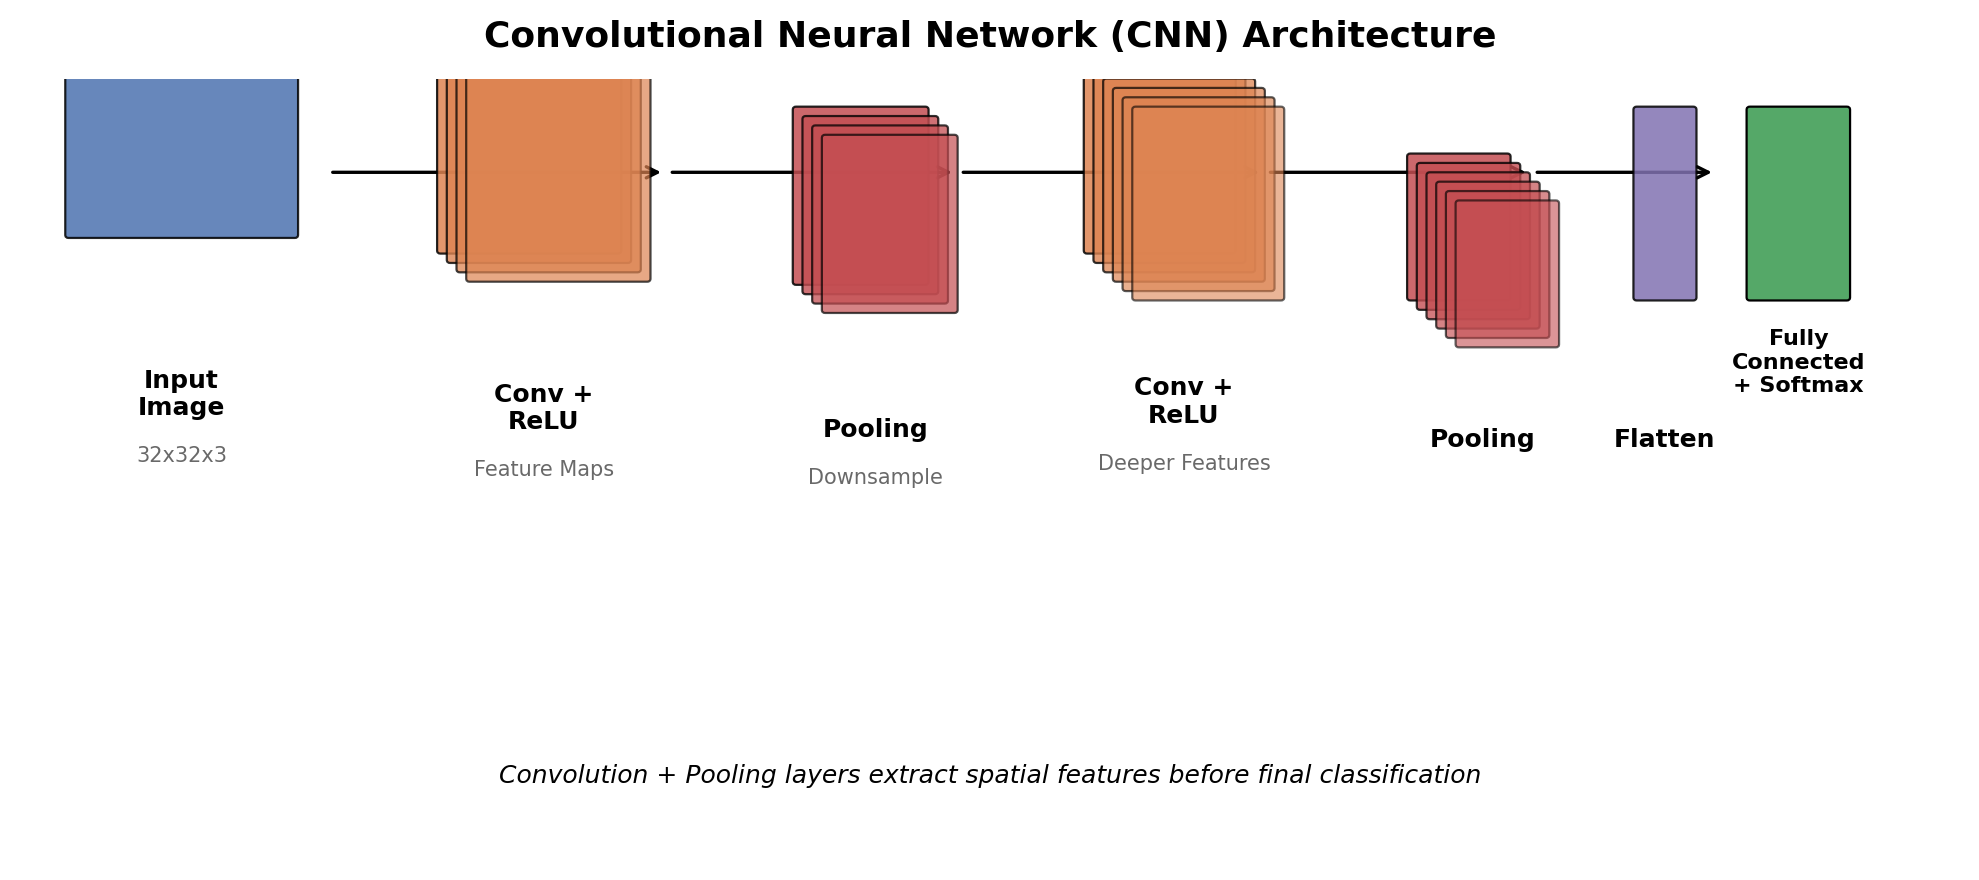 Convolutional Neural Network (CNN) Architecture
Input
Image
32x32x3
Conv +
ReLU
Feature Maps
Pooling
Downsample
Conv +
ReLU
Deeper Features
Pooling
Flatten
Fully
Connected
+ Softmax
Convolution + Pooling layers extract spatial features before final classification